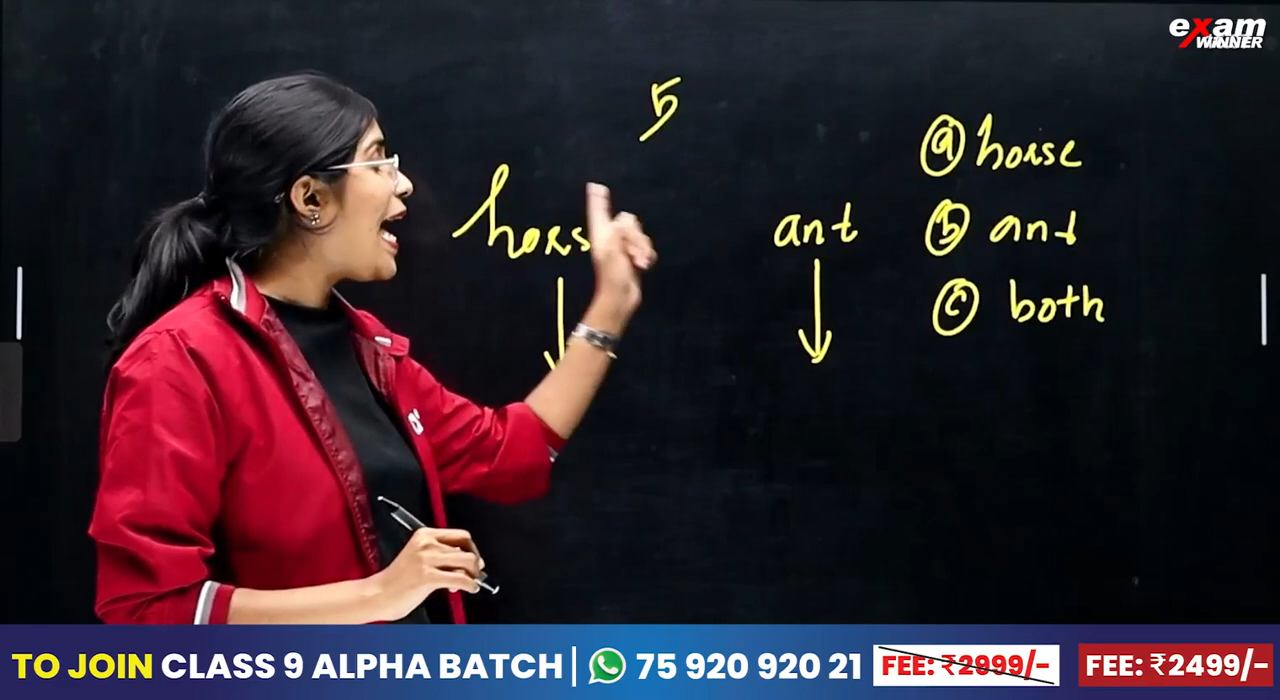 exam
WINNER
5
hors
ant
a horse
b ant
c both
TO JOIN CLASS 9 ALPHA BATCH | 75 920 920 21 FEE: ₹2999/- FEE: ₹2499/-